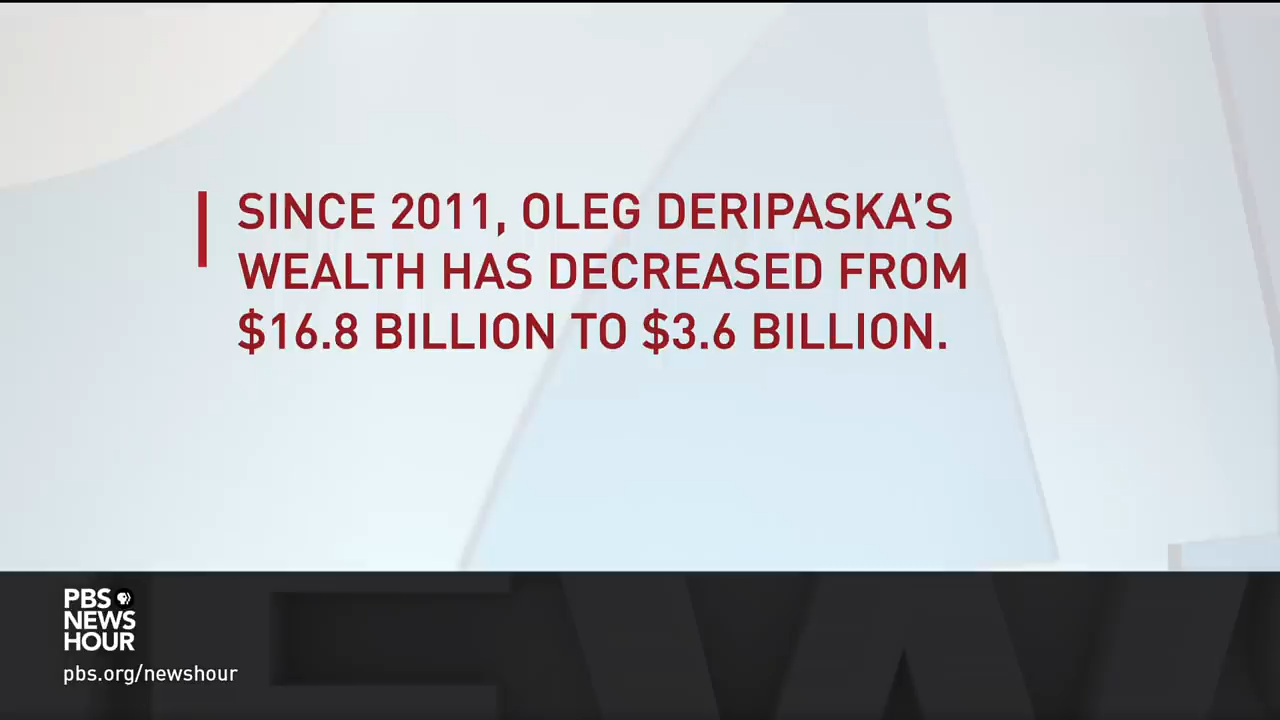 SINCE 2011, OLEG DERIPASKA’S
WEALTH HAS DECREASED FROM
$16.8 BILLION TO $3.6 BILLION.
PBS
NEWS
HOUR
pbs.org/newshour